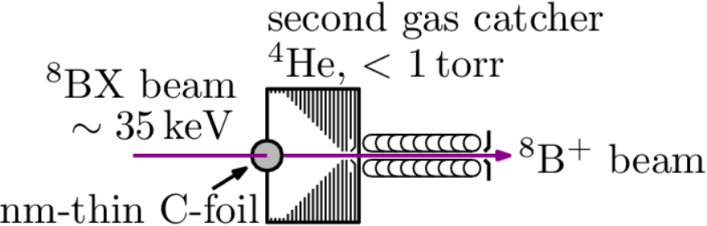 second gas catcher
⁴He, < 1 torr
⁸BX beam
∼ 35 keV
⁸B⁺ beam
nm-thin C-foil